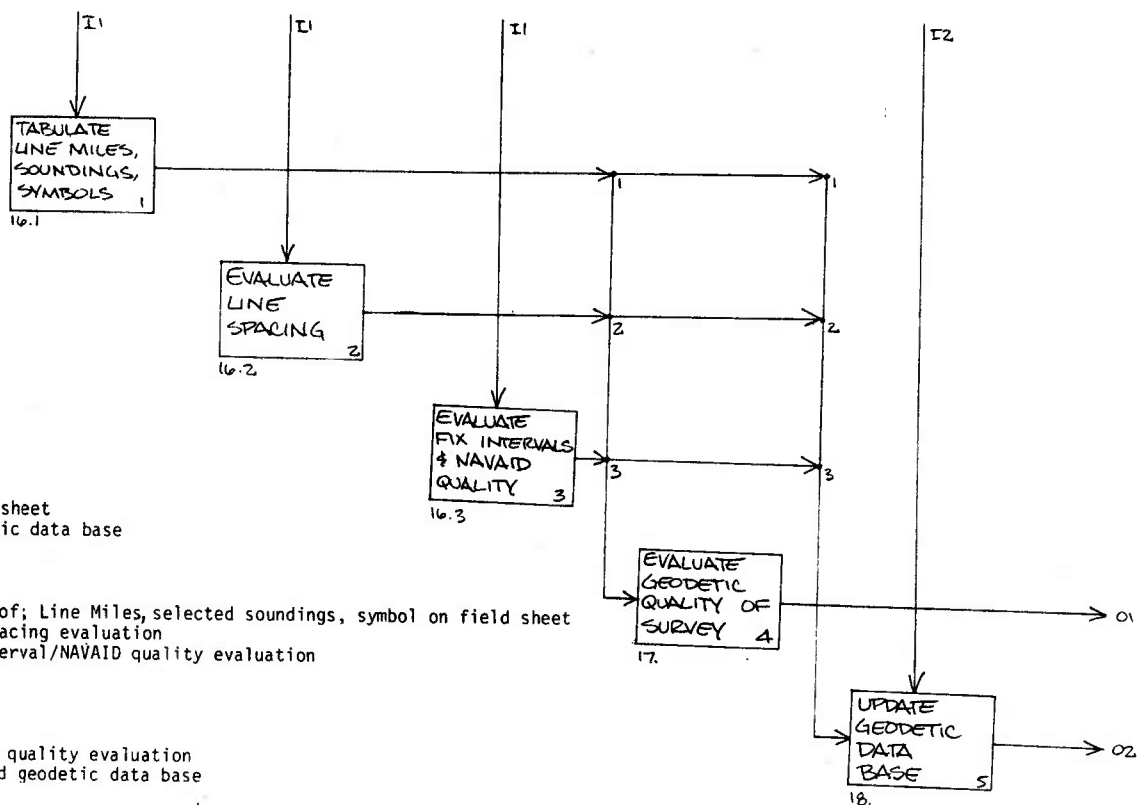 I1
I1
I1
I2
TABULATE
LINE MILES,
SOUNDINGS,
SYMBOLS 1
16.1
1
1
EVALUATE
LINE
SPACING 2
16.2
2
2
EVALUATE
FIX INTERVALS
& NAVAID
QUALITY 3
16.3
3
3
sheet
ic data base
EVALUATE
GEODETIC
QUALITY OF
SURVEY 4
17.
O1
of; Line Miles, selected soundings, symbol on field sheet
acing evaluation
erval/NAVAID quality evaluation
UPDATE
GEODETIC
DATA
BASE 5
18.
O2
quality evaluation
d geodetic data base